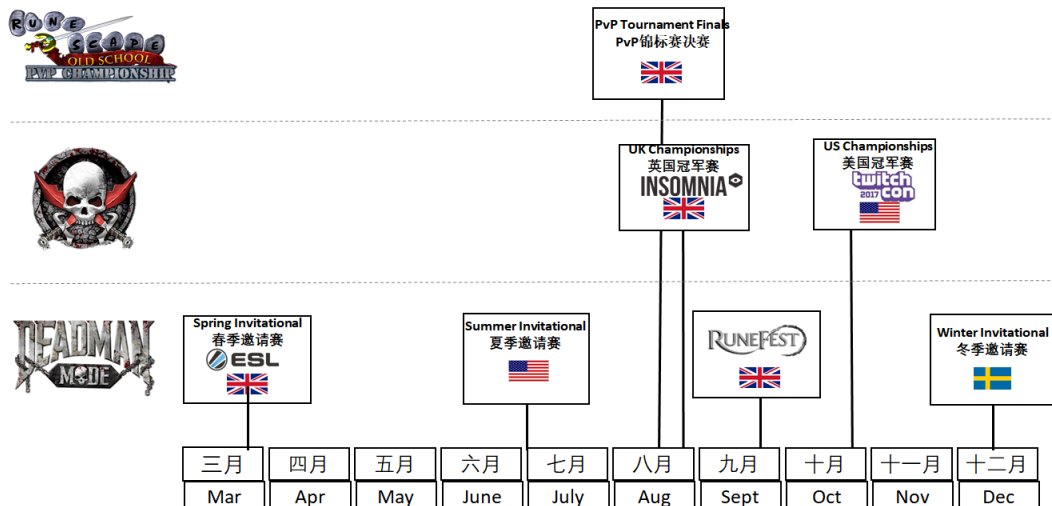 RUNE
SCAPE
OLD SCHOOL
PVP CHAMPIONSHIP
PvP Tournament Finals
PvP锦标赛决赛
UK Championships
英国冠军赛
INSOMNIA
US Championships
美国冠军赛
twitch
2017 con
DEADMAN
MODE
Spring Invitational
春季邀请赛
ESL
Summer Invitational
夏季邀请赛
RUNEFEST
Winter Invitational
冬季邀请赛
三月 四月 五月 六月 七月 八月 九月 十月 十一月 十二月
Mar Apr May June July Aug Sept Oct Nov Dec